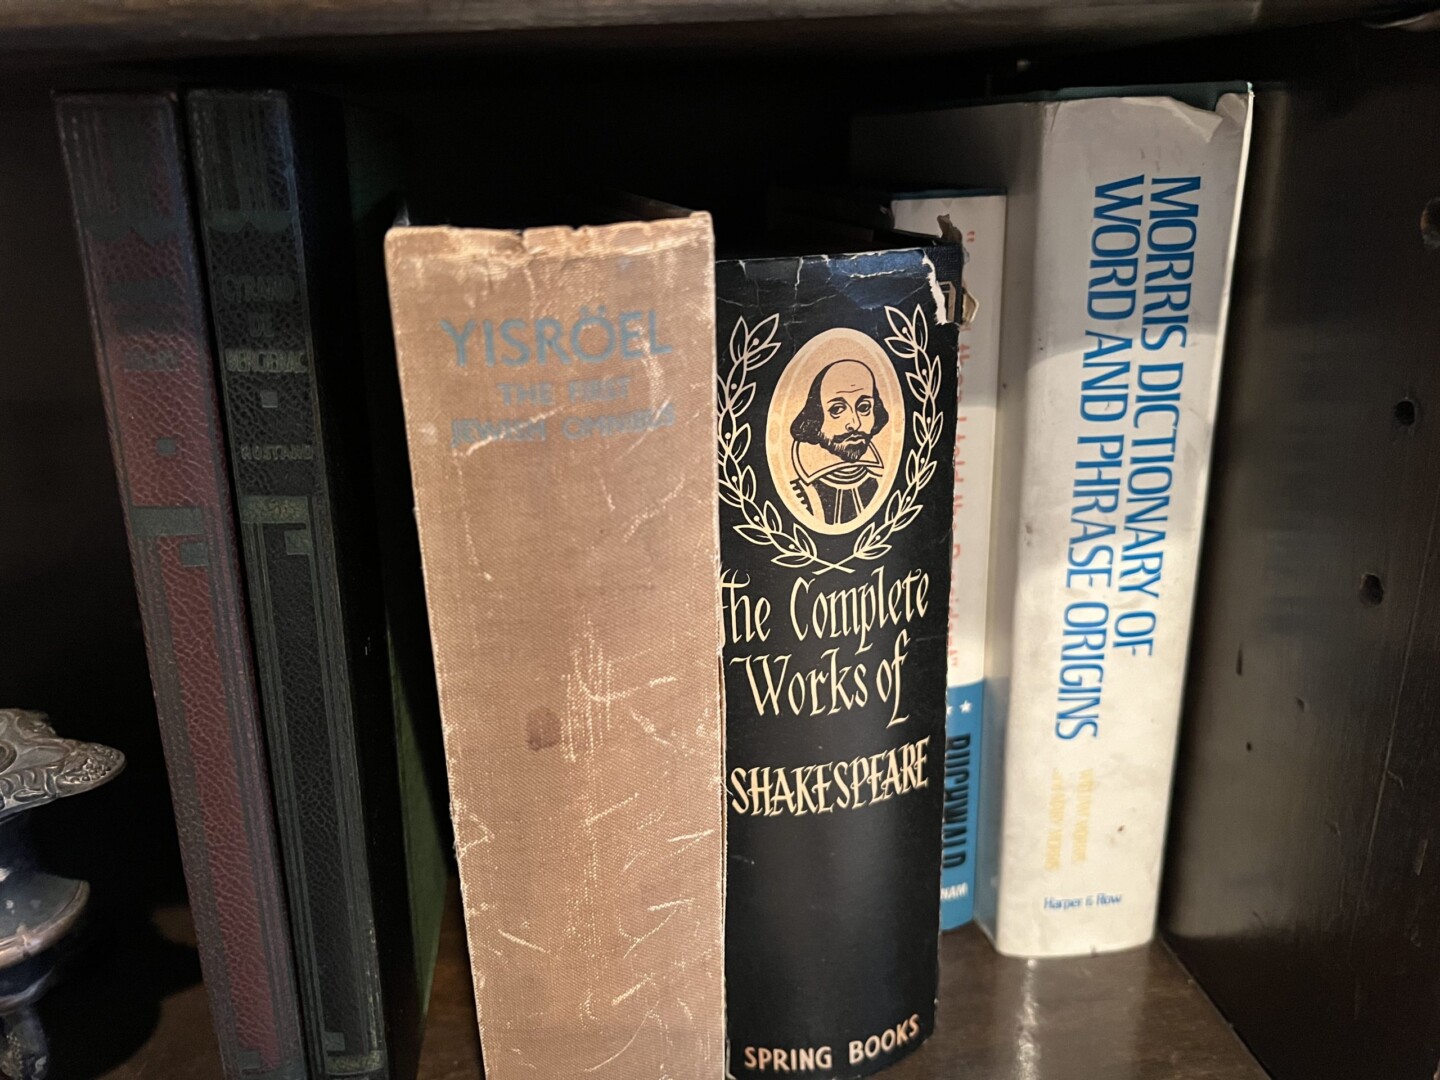 CYRANO
DE
BERGERAC
ROSTAND
YISRÖEL
THE FIRST
JEWISH OMNIBUS
The Complete
Works of
SHAKESPEARE
SPRING BOOKS
BUCHWALD
MORRIS DICTIONARY OF
WORD AND PHRASE ORIGINS
Harper & Row